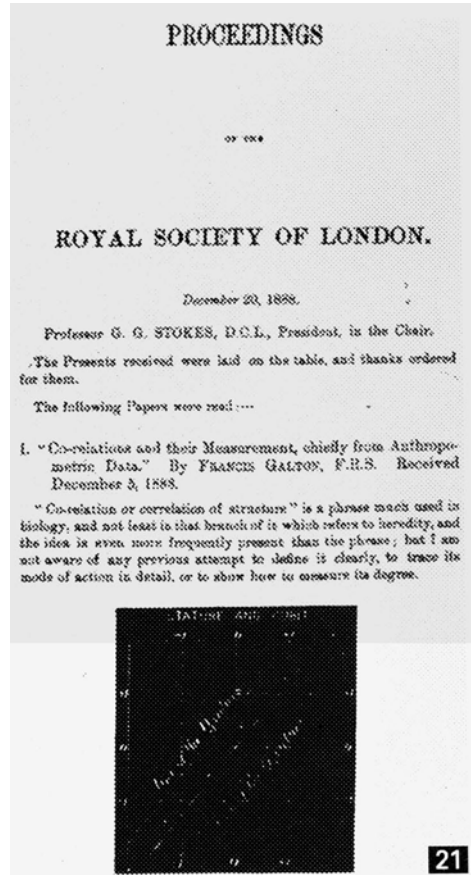 PROCEEDINGS
OF THE
ROYAL SOCIETY OF LONDON.
December 20, 1888.
Professor G. G. STOKES, D.C.L., President, in the Chair.
The Presents received were laid on the table, and thanks ordered
for them.
The following Papers were read:—
I. "Co-relations and their Measurement, chiefly from Anthropo-
metric Data." By FRANCIS GALTON, F.R.S. Received
December 5, 1888.
"Co-relation or correlation of structure" is a phrase much used in
biology, and not least in that branch of it which refers to heredity, and
the idea is even more frequently present than the phrase; but I am
not aware of any previous attempt to define it clearly, to trace its
mode of action in detail, or to show how to measure its degree.
STATURE AND CUBIT
21